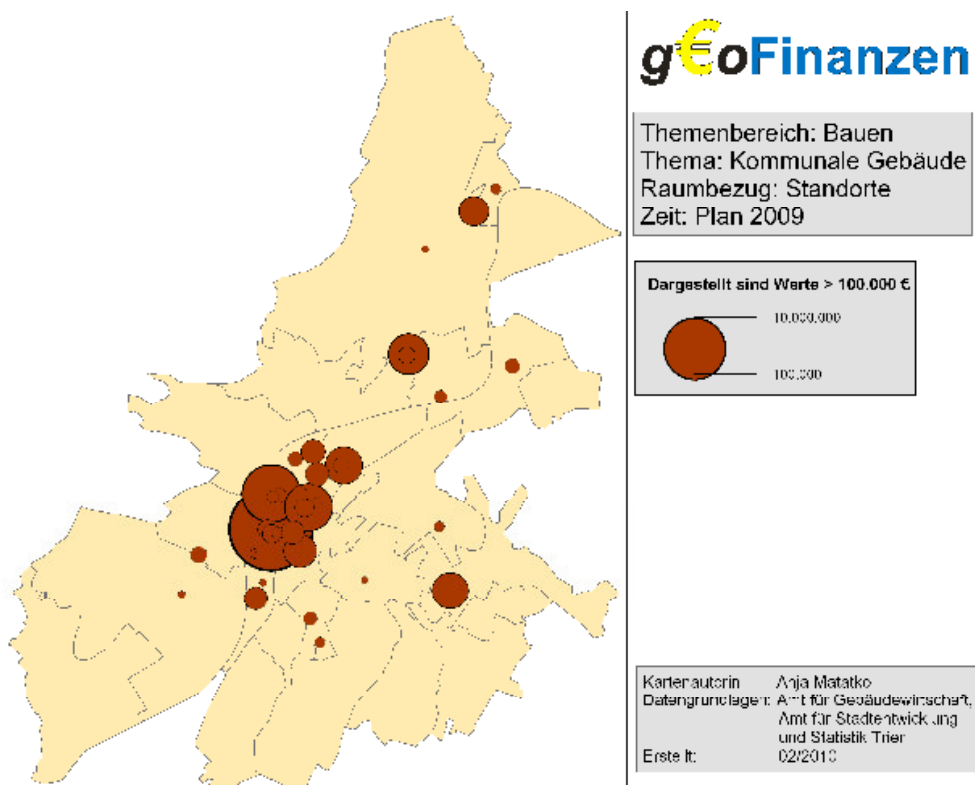 g€oFinanzen
Themenbereich: Bauen
Thema: Kommunale Gebäude
Raumbezug: Standorte
Zeit: Plan 2009
Dargestellt sind Werte > 100.000 €
10.000.000
100.000
Kartenautorin Anja Matatko
Datengrundlagen: Amt für Gebäudewirtschaft,
Amt für Stadtentwicklung
und Statistik Trier
Erstellt: 02/2010